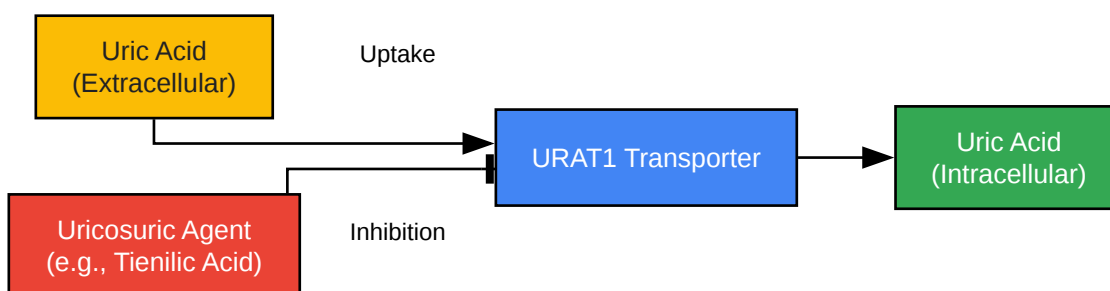 Uric Acid
(Extracellular)
Uptake
URAT1 Transporter
Uric Acid
(Intracellular)
Uricosuric Agent
(e.g., Tienilic Acid)
Inhibition